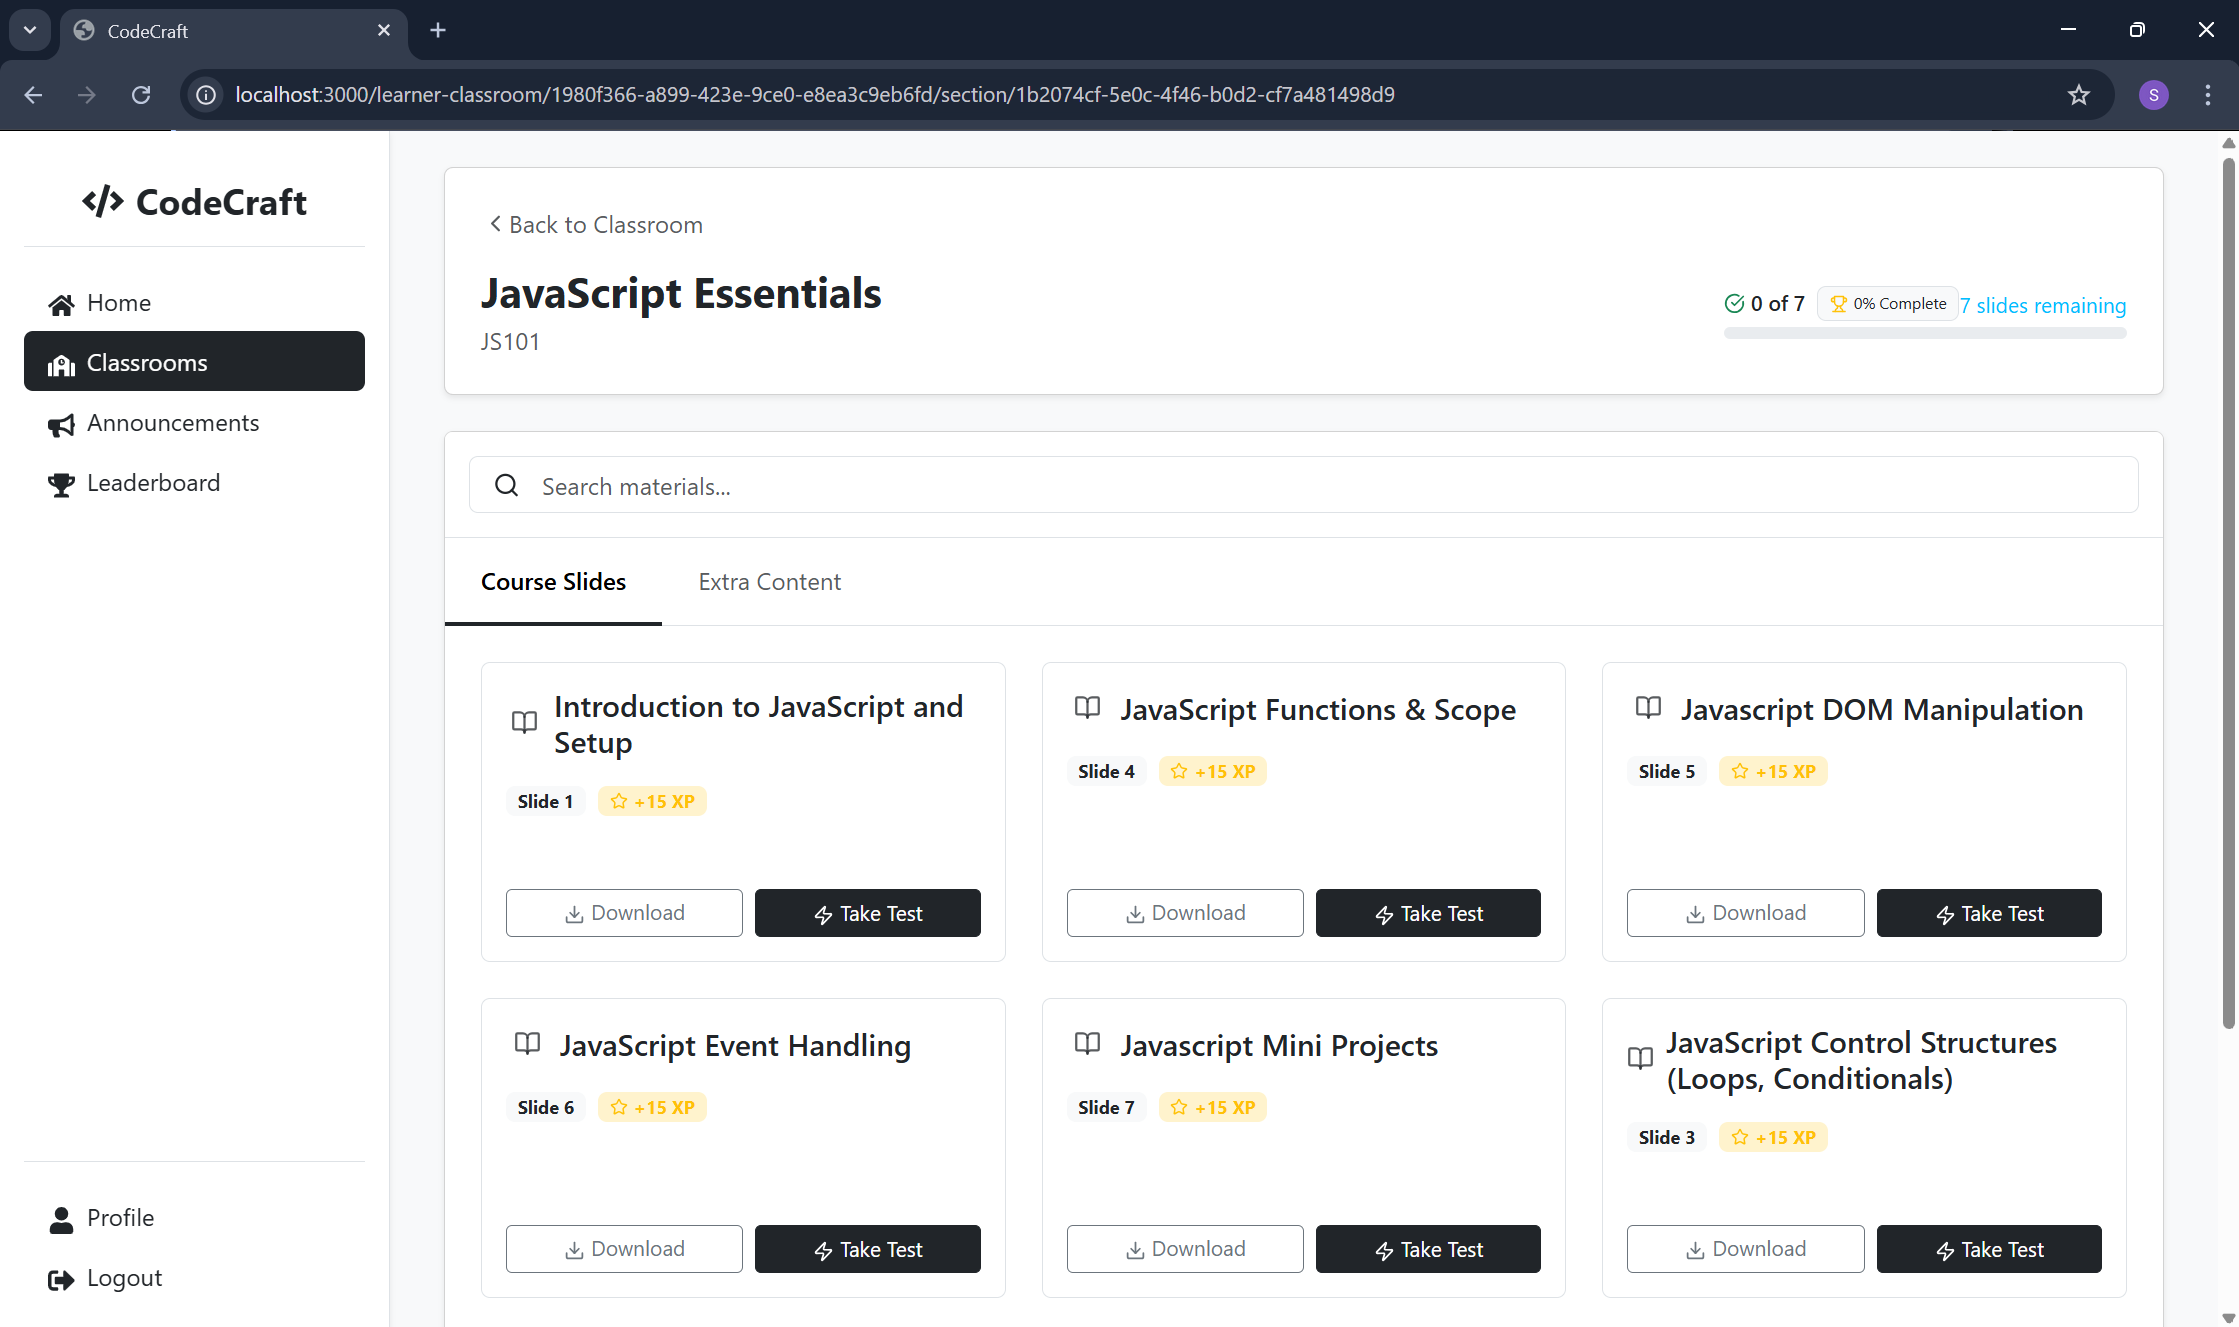 CodeCraft
localhost:3000/learner-classroom/1980f366-a899-423e-9ce0-e8ea3c9eb6fd/section/1b2074cf-5e0c-4f46-b0d2-cf7a481498d9
S
</> CodeCraft
Home
Classrooms
Announcements
Leaderboard
Profile
Logout
Back to Classroom
JavaScript Essentials
JS101
0 of 7
0% Complete
7 slides remaining
Search materials...
Course Slides
Extra Content
Introduction to JavaScript and
Setup
Slide 1
+15 XP
Download
Take Test
JavaScript Functions & Scope
Slide 4
+15 XP
Download
Take Test
Javascript DOM Manipulation
Slide 5
+15 XP
Download
Take Test
JavaScript Event Handling
Slide 6
+15 XP
Download
Take Test
Javascript Mini Projects
Slide 7
+15 XP
Download
Take Test
JavaScript Control Structures
(Loops, Conditionals)
Slide 3
+15 XP
Download
Take Test